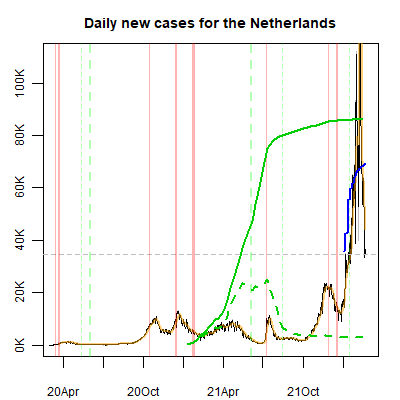 Daily new cases for the Netherlands
100K
80K
60K
40K
20K
0K
20Apr
20Oct
21Apr
21Oct